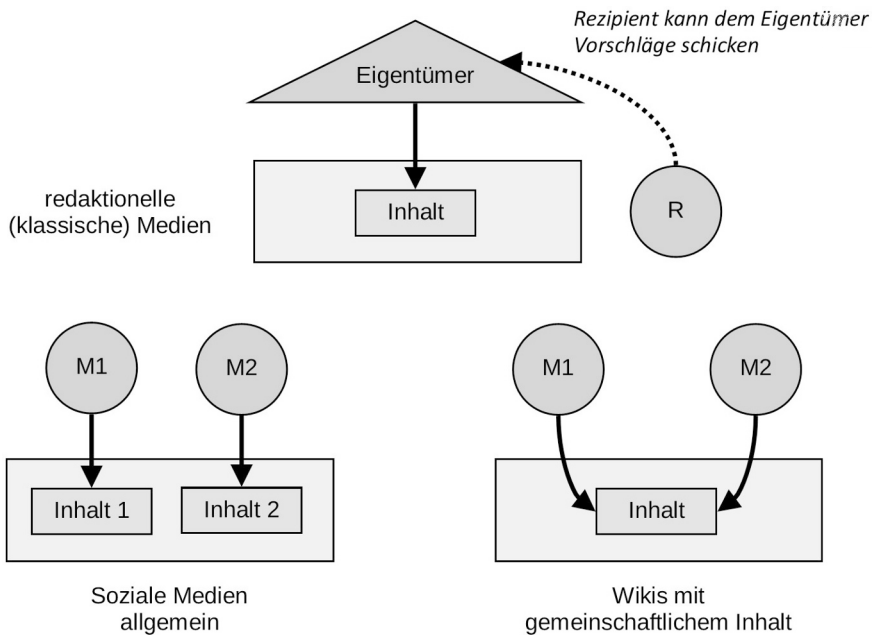 Rezipient kann dem Eigentümer
Vorschläge schicken
Eigentümer
redaktionelle
(klassische) Medien
Inhalt
R
M1
M2
Inhalt 1
Inhalt 2
Soziale Medien
allgemein
M1
M2
Inhalt
Wikis mit
gemeinschaftlichem Inhalt